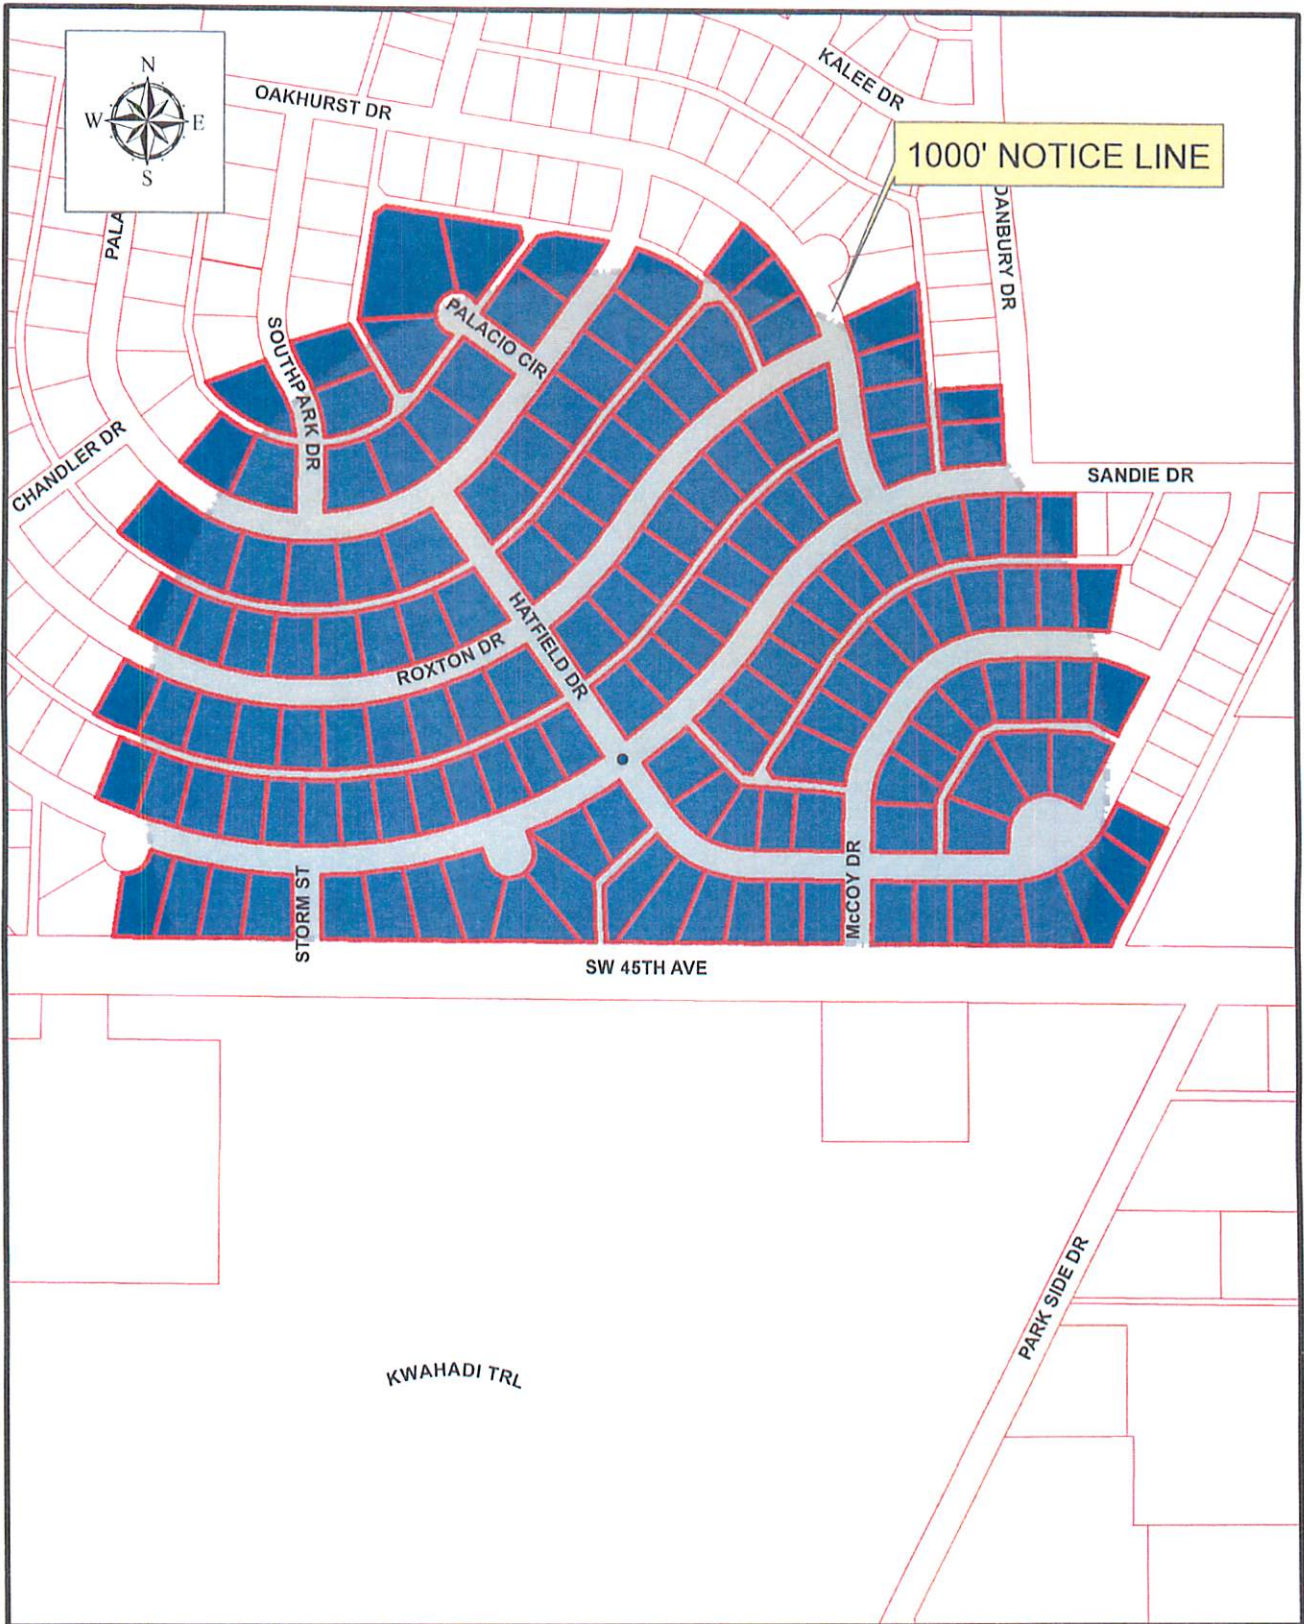 N
W E
S
OAKHURST DR
KALEE DR
1000' NOTICE LINE
PALA
DANBURY DR
PALACIO CIR
SOUTHPARK DR
CHANDLER DR
SANDIE DR
HATFIELD DR
ROXTON DR
McCOY DR
STORM ST
SW 45TH AVE
PARK SIDE DR
KWAHADI TRL